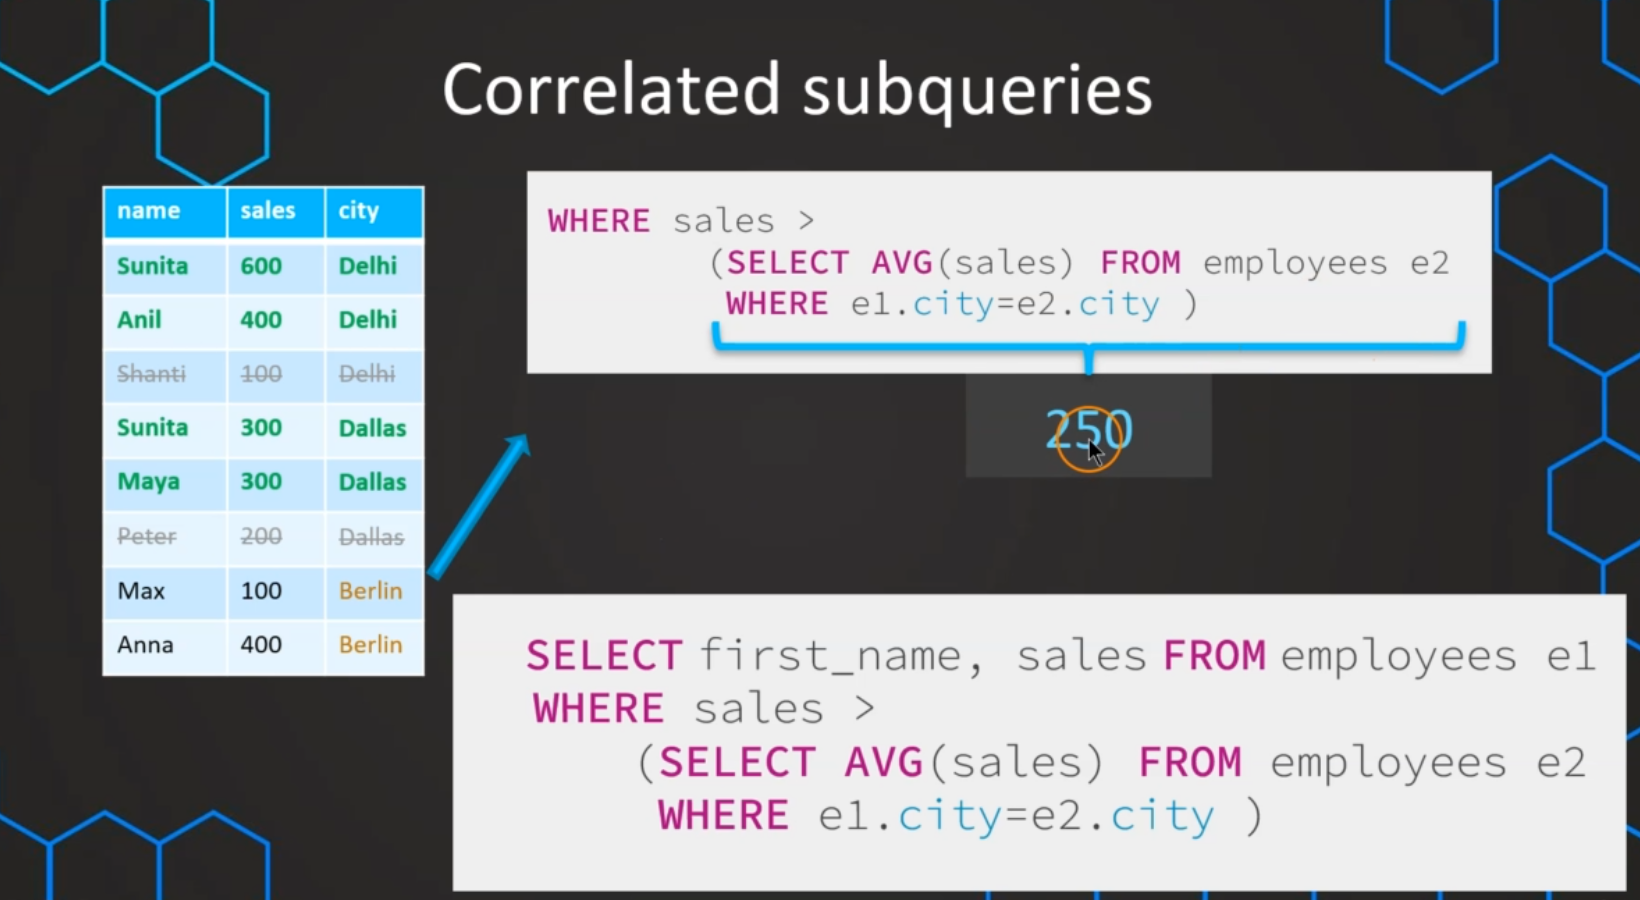 Correlated subqueries
name sales city
Sunita 600 Delhi
Anil 400 Delhi
Shanti 100 Delhi
Sunita 300 Dallas
Maya 300 Dallas
Peter 200 Dallas
Max 100 Berlin
Anna 400 Berlin
WHERE sales >
(SELECT AVG(sales) FROM employees e2
WHERE e1.city=e2.city )
250
SELECT first_name, sales FROM employees e1
WHERE sales >
(SELECT AVG(sales) FROM employees e2
WHERE e1.city=e2.city )